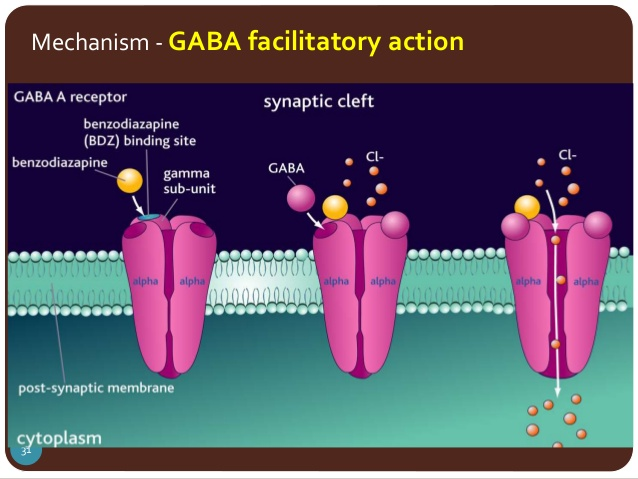 Mechanism - GABA facilitatory action
GABA A receptor
synaptic cleft
benzodiazapine
(BDZ) binding site
benzodiazapine
gamma
sub-unit
GABA
Cl-
Cl-
alpha
alpha
alpha
alpha
alpha
alpha
post-synaptic membrane
cytoplasm
31